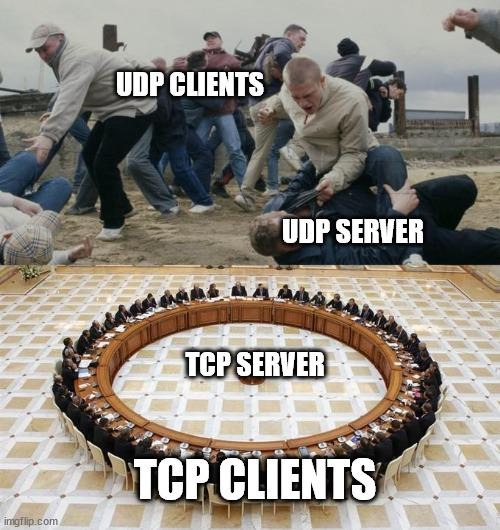 UDP CLIENTS
UDP SERVER
TCP SERVER
TCP CLIENTS
imgflip.com